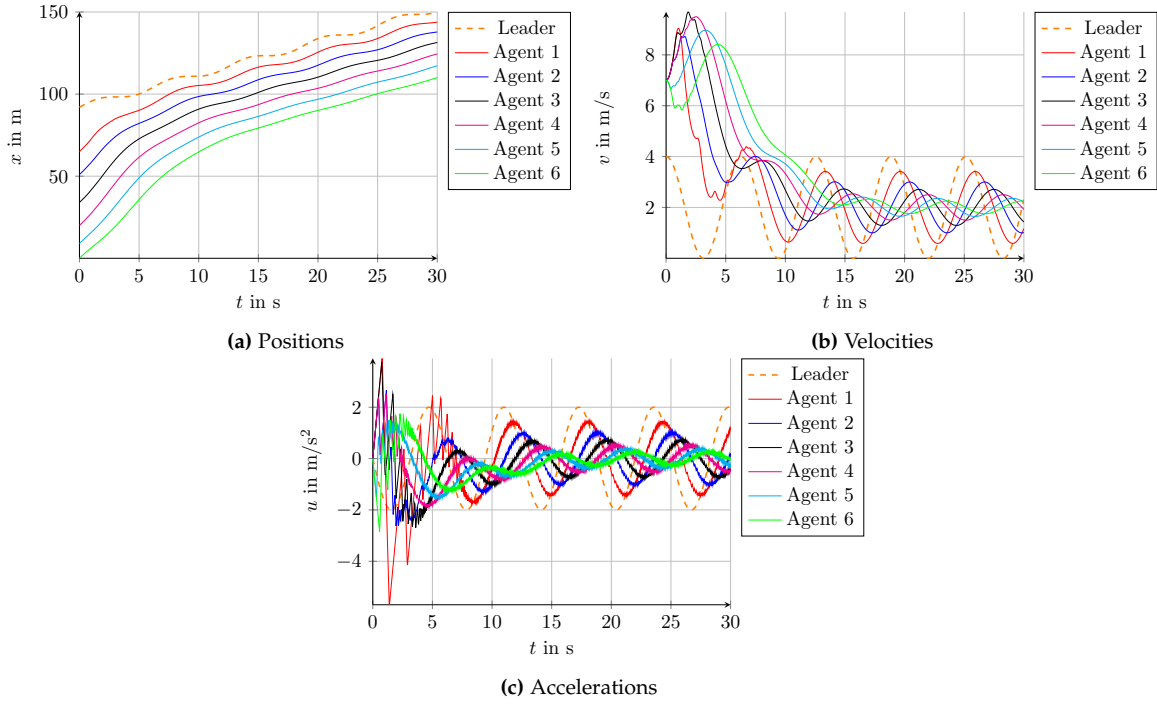 150
100
50
0
5
10
15
20
25
30
x in m
t in s
Leader
Agent 1
Agent 2
Agent 3
Agent 4
Agent 5
Agent 6
(a) Positions
8
6
4
2
0
5
10
15
20
25
30
v in m/s
t in s
Leader
Agent 1
Agent 2
Agent 3
Agent 4
Agent 5
Agent 6
(b) Velocities
2
0
−2
−4
0
5
10
15
20
25
30
u in m/s²
t in s
Leader
Agent 1
Agent 2
Agent 3
Agent 4
Agent 5
Agent 6
(c) Accelerations